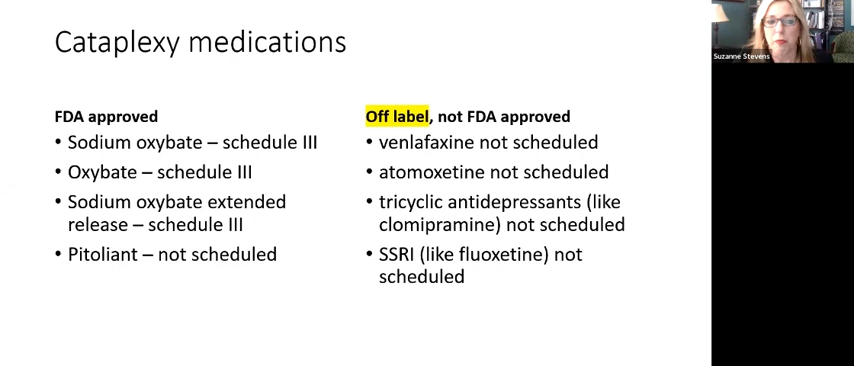 Cataplexy medications
FDA approved
• Sodium oxybate – schedule III
• Oxybate – schedule III
• Sodium oxybate extended
release – schedule III
• Pitoliant – not scheduled
Off label, not FDA approved
• venlafaxine not scheduled
• atomoxetine not scheduled
• tricyclic antidepressants (like
clomipramine) not scheduled
• SSRI (like fluoxetine) not
scheduled
Suzanne Stevens